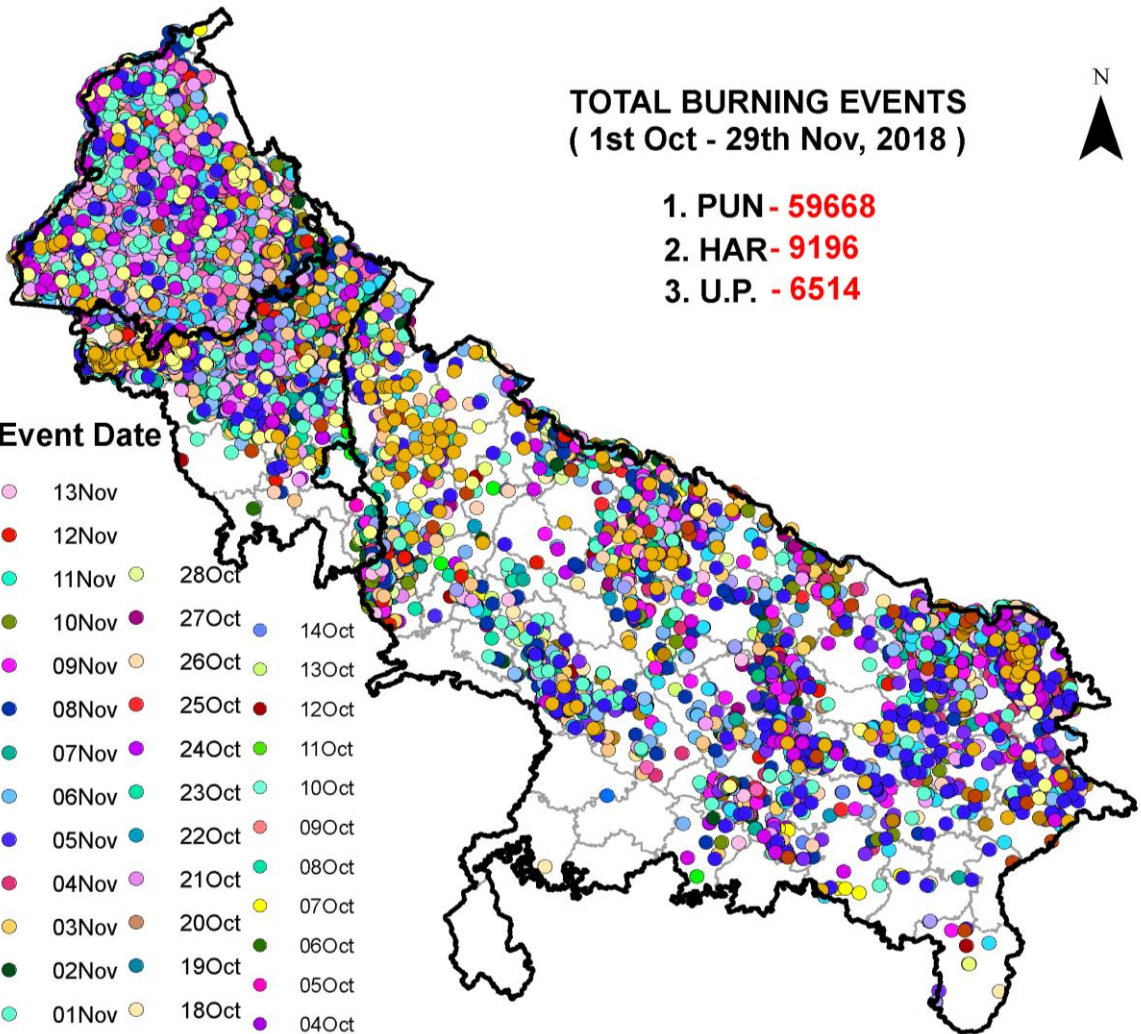 N
TOTAL BURNING EVENTS
( 1st Oct - 29th Nov, 2018 )
1. PUN - 59668
2. HAR - 9196
3. U.P. - 6514
Event Date
13Nov
12Nov
11Nov
10Nov
09Nov
08Nov
07Nov
06Nov
05Nov
04Nov
03Nov
02Nov
01Nov
28Oct
27Oct
26Oct
25Oct
24Oct
23Oct
22Oct
21Oct
20Oct
19Oct
18Oct
14Oct
13Oct
12Oct
11Oct
10Oct
09Oct
08Oct
07Oct
06Oct
05Oct
04Oct